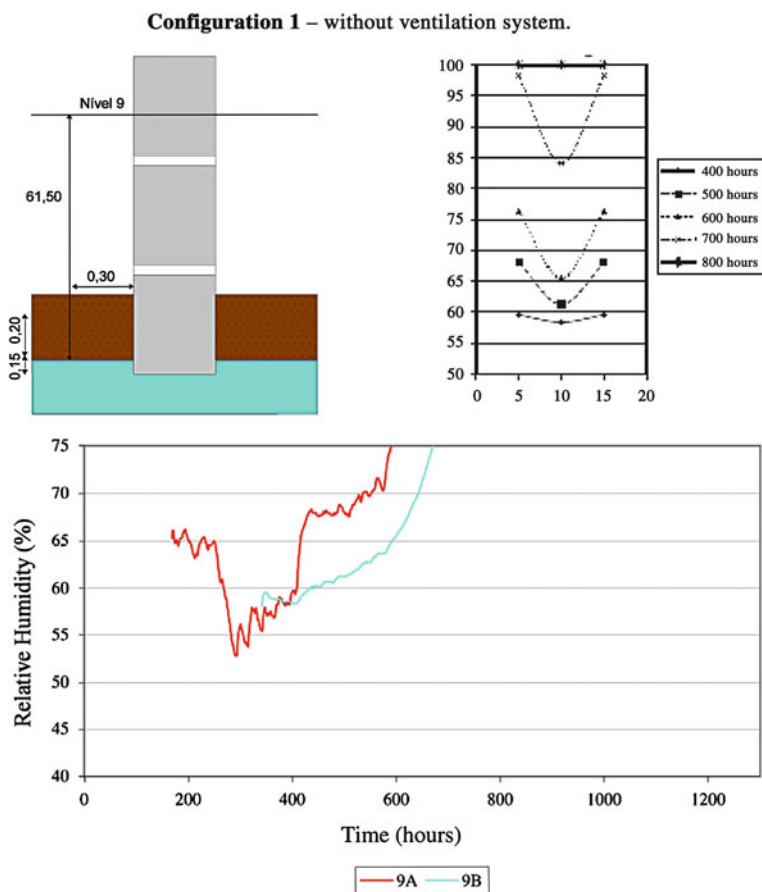 Configuration 1 – without ventilation system.
Nível 9
61,50
0,30
0,20
0,15
100
95
90
85
80
75
70
65
60
55
50
0 5 10 15 20
400 hours
500 hours
600 hours
700 hours
800 hours
Relative Humidity (%)
75
70
65
60
55
50
45
40
0 200 400 600 800 1000 1200
Time (hours)
9A 9B